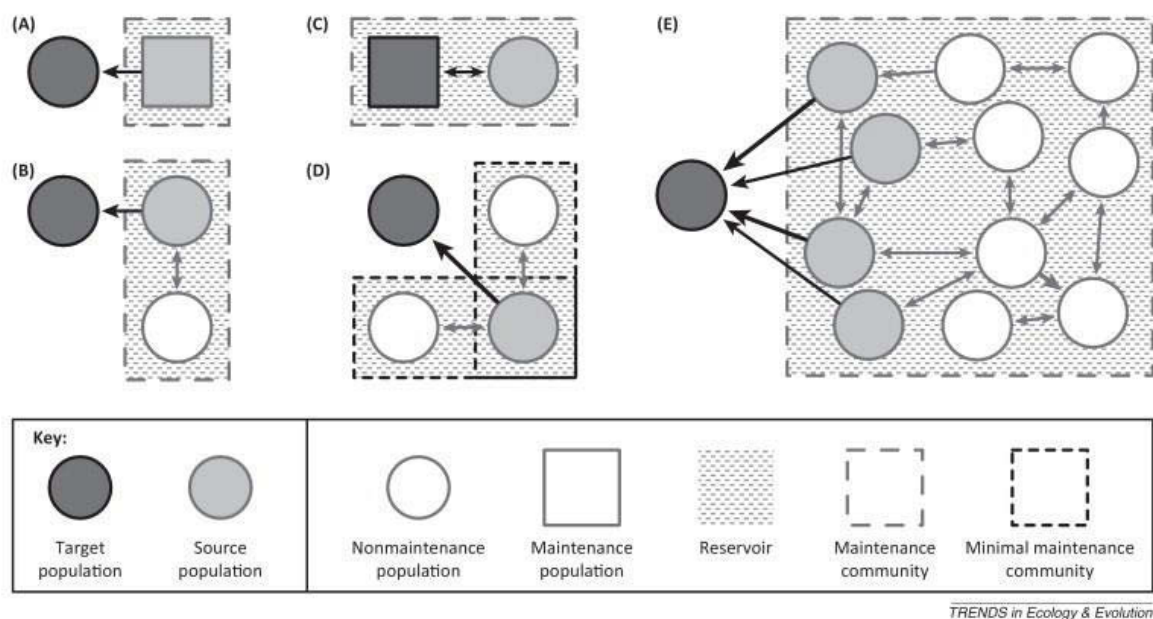 (A)
(C)
(E)
(B)
(D)
Key:
Target
population
Source
population
Nonmaintenance
population
Maintenance
population
Reservoir
Maintenance
community
Minimal maintenance
community
TRENDS in Ecology & Evolution